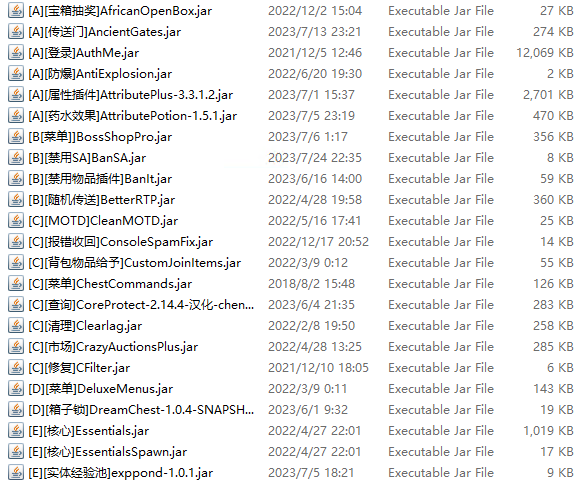 [A][宝箱抽奖]AfricanOpenBox.jar 2022/12/2 15:04 Executable Jar File 27 KB
[A][传送门]AncientGates.jar 2023/7/13 23:21 Executable Jar File 274 KB
[A][登录]AuthMe.jar 2021/12/5 12:46 Executable Jar File 12,069 KB
[A][防爆]AntiExplosion.jar 2022/6/20 19:30 Executable Jar File 2 KB
[A][属性插件]AttributePlus-3.3.1.2.jar 2023/7/1 15:37 Executable Jar File 2,701 KB
[A][药水效果]AttributePotion-1.5.1.jar 2023/7/5 23:19 Executable Jar File 470 KB
[B[菜单]]BossShopPro.jar 2023/7/6 1:17 Executable Jar File 356 KB
[B][禁用SA]BanSA.jar 2023/7/24 22:35 Executable Jar File 8 KB
[B][禁用物品插件]BanIt.jar 2023/6/16 14:00 Executable Jar File 59 KB
[B][随机传送]BetterRTP.jar 2022/4/28 19:58 Executable Jar File 360 KB
[C][MOTD]CleanMOTD.jar 2022/5/16 17:41 Executable Jar File 25 KB
[C][报错收回]ConsoleSpamFix.jar 2022/12/17 20:52 Executable Jar File 14 KB
[C][背包物品给予]CustomJoinItems.jar 2022/3/9 0:12 Executable Jar File 55 KB
[C][菜单]ChestCommands.jar 2018/8/2 15:48 Executable Jar File 126 KB
[C][查询]CoreProtect-2.14.4-汉化-chen... 2023/6/4 21:35 Executable Jar File 283 KB
[C][清理]Clearlag.jar 2022/2/8 19:50 Executable Jar File 258 KB
[C][市场]CrazyAuctionsPlus.jar 2022/4/28 13:25 Executable Jar File 285 KB
[C][修复]CFilter.jar 2021/12/10 18:05 Executable Jar File 6 KB
[D][菜单]DeluxeMenus.jar 2022/3/9 0:11 Executable Jar File 143 KB
[D][箱子锁]DreamChest-1.0.4-SNAPSH... 2023/6/1 9:32 Executable Jar File 19 KB
[E][核心]Essentials.jar 2022/4/27 22:01 Executable Jar File 1,019 KB
[E][核心]EssentialsSpawn.jar 2022/4/27 22:01 Executable Jar File 17 KB
[E][实体经验池]exppond-1.0.1.jar 2023/7/5 18:21 Executable Jar File 9 KB